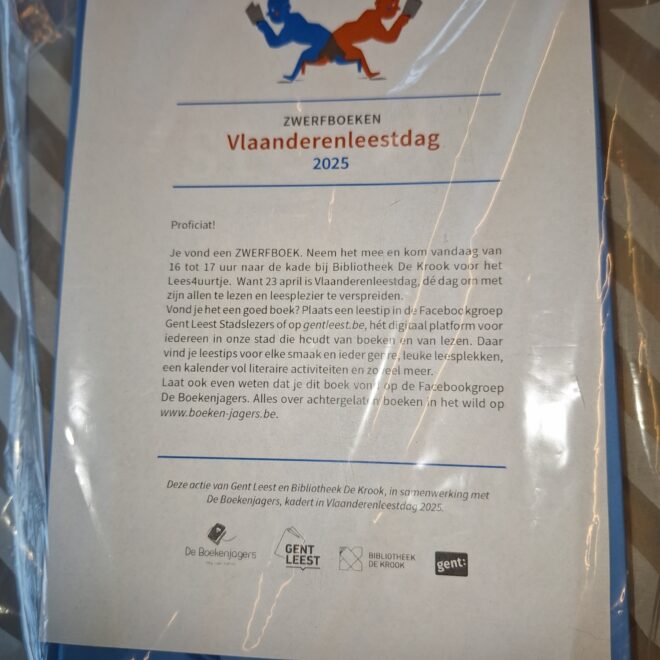 ZWERFBOEKEN
Vlaanderenleestdag
2025
Proficiat!
Je vond een ZWERFBOEK. Neem het mee en kom vandaag van
16 tot 17 uur naar de kade bij Bibliotheek De Krook voor het
Lees4uurtje. Want 23 april is Vlaanderenleestdag, dé dag om met
zijn allen te lezen en leesplezier te verspreiden.
Vond je het een goed boek? Plaats een leestip in de Facebookgroep
Gent Leest Stadslezers of op gentleest.be, hét digitaal platform voor
iedereen in onze stad die houdt van boeken en van lezen. Daar
vind je leestips voor elke smaak en ieder genre, leuke leesplekken,
een kalender vol literaire activiteiten en zoveel meer.
Laat ook even weten dat je dit boek vond op de Facebookgroep
De Boekenjagers. Alles over achtergelaten boeken in het wild op
www.boeken-jagers.be.
Deze actie van Gent Leest en Bibliotheek De Krook, in samenwerking met
De Boekenjagers, kadert in Vlaanderenleestdag 2025.
De Boekenjagers
GENT
LEEST
BIBLIOTHEEK
DE KROOK
gent: